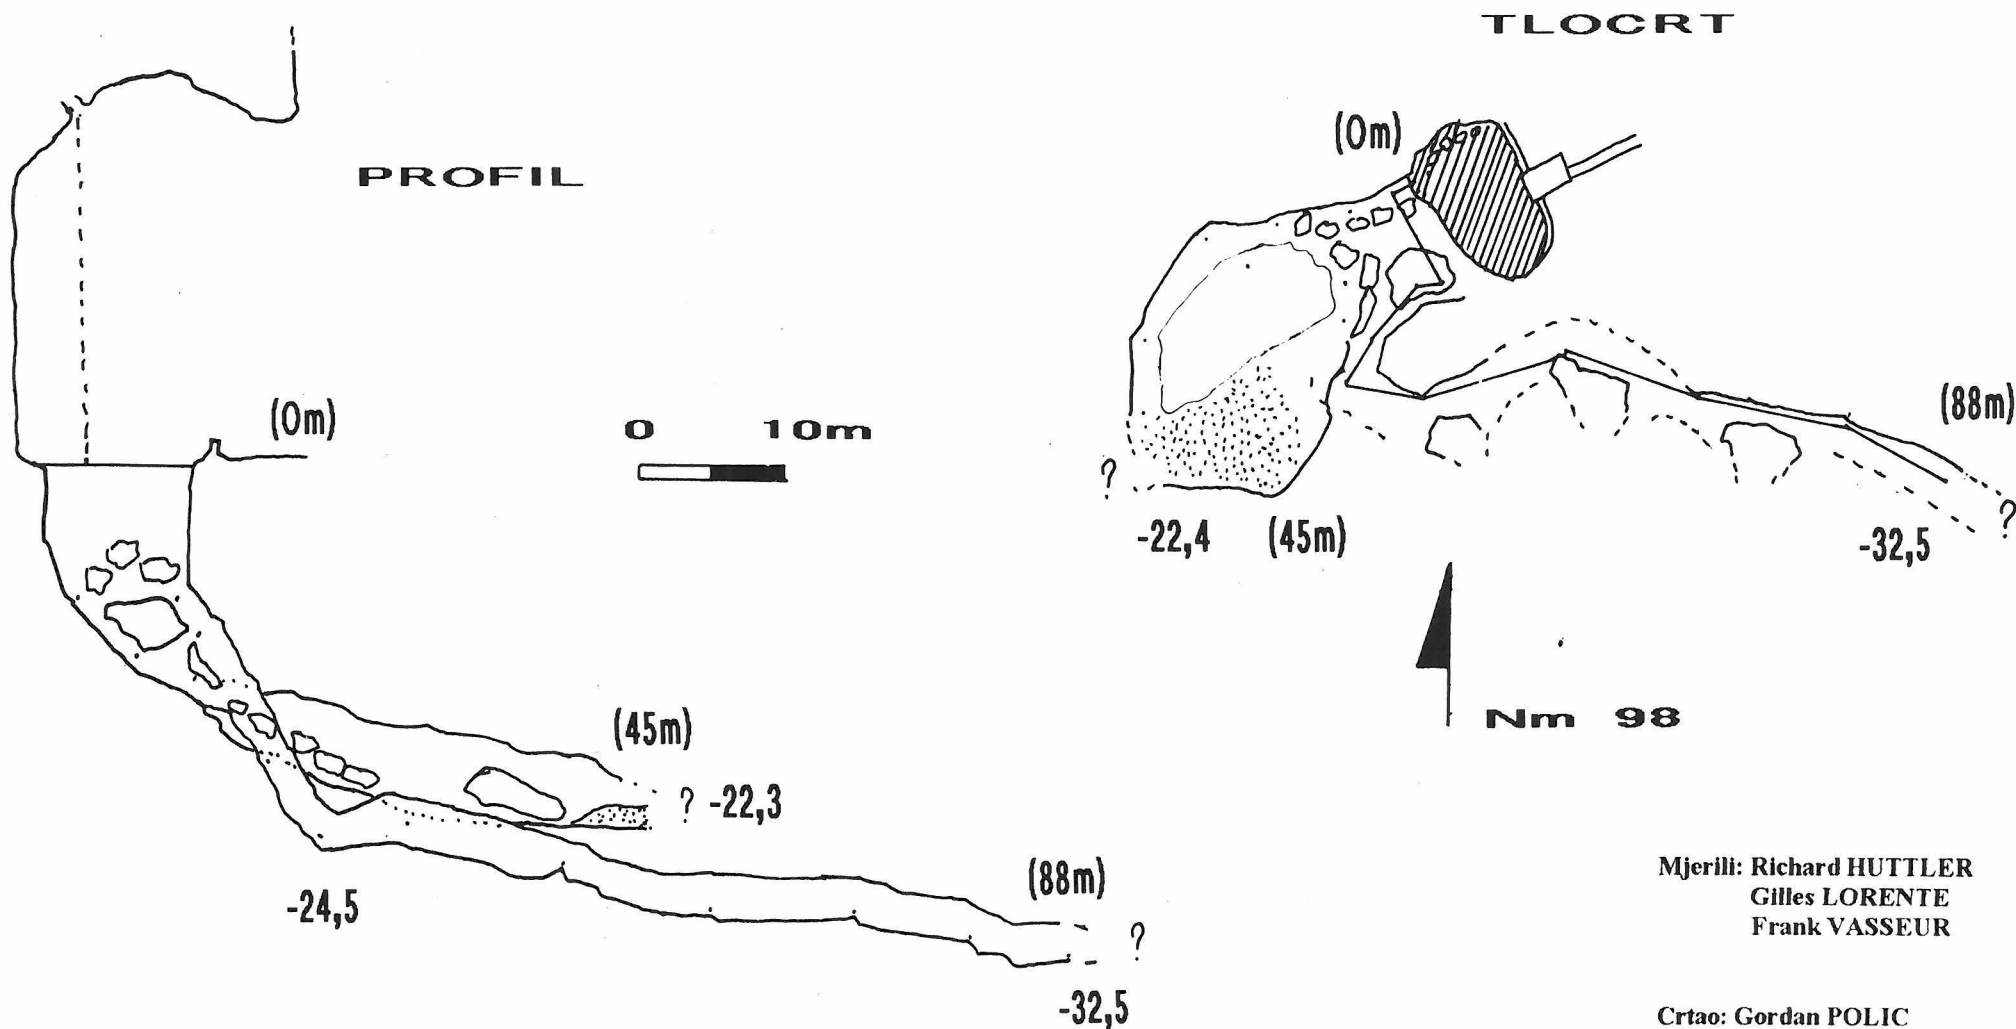 TLOCRT
(0m)
PROFIL
(0m)
0 10m
(88m)
?
?
-22,4 (45m)
-32,5
Nm 98
(45m)
? -22,3
(88m)
-24,5
?
-32,5
Mjerili: Richard HUTTLER
Gilles LORENTE
Frank VASSEUR
Crtao: Gordan POLIC